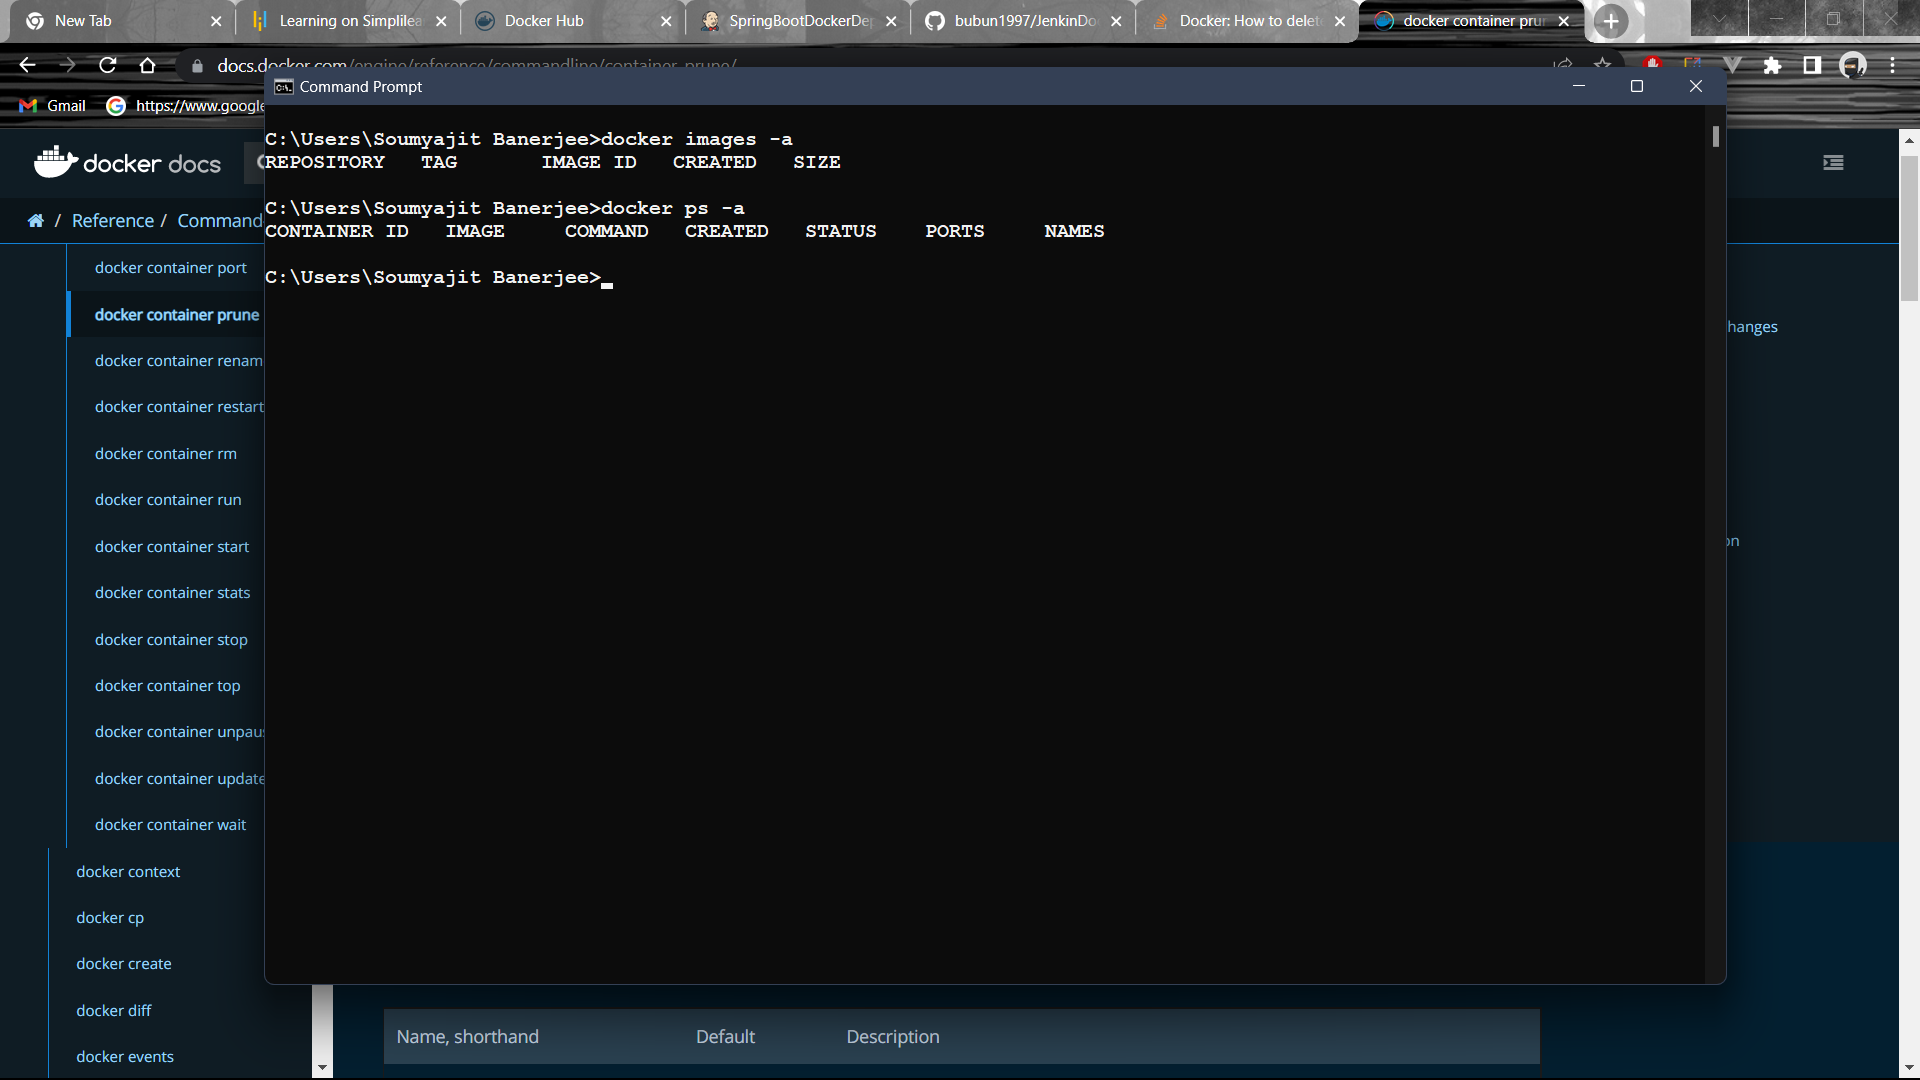 New Tab
Learning on Simplilea
Docker Hub
SpringBootDockerDep
bubun1997/JenkinDo
Docker: How to delet
docker container prun
docs.docker.com/engine/reference/commandline/container_prune/
Gmail
https://www.google
Command Prompt
docker docs
/ Reference / Command
docker container port
docker container prune
docker container renam
docker container restart
docker container rm
docker container run
docker container start
docker container stats
docker container stop
docker container top
docker container unpau
docker container update
docker container wait
docker context
docker cp
docker create
docker diff
docker events
C:\Users\Soumyajit Banerjee>docker images -a
REPOSITORY TAG IMAGE ID CREATED SIZE
C:\Users\Soumyajit Banerjee>docker ps -a
CONTAINER ID IMAGE COMMAND CREATED STATUS PORTS NAMES
C:\Users\Soumyajit Banerjee>
hanges
on
Name, shorthand Default Description